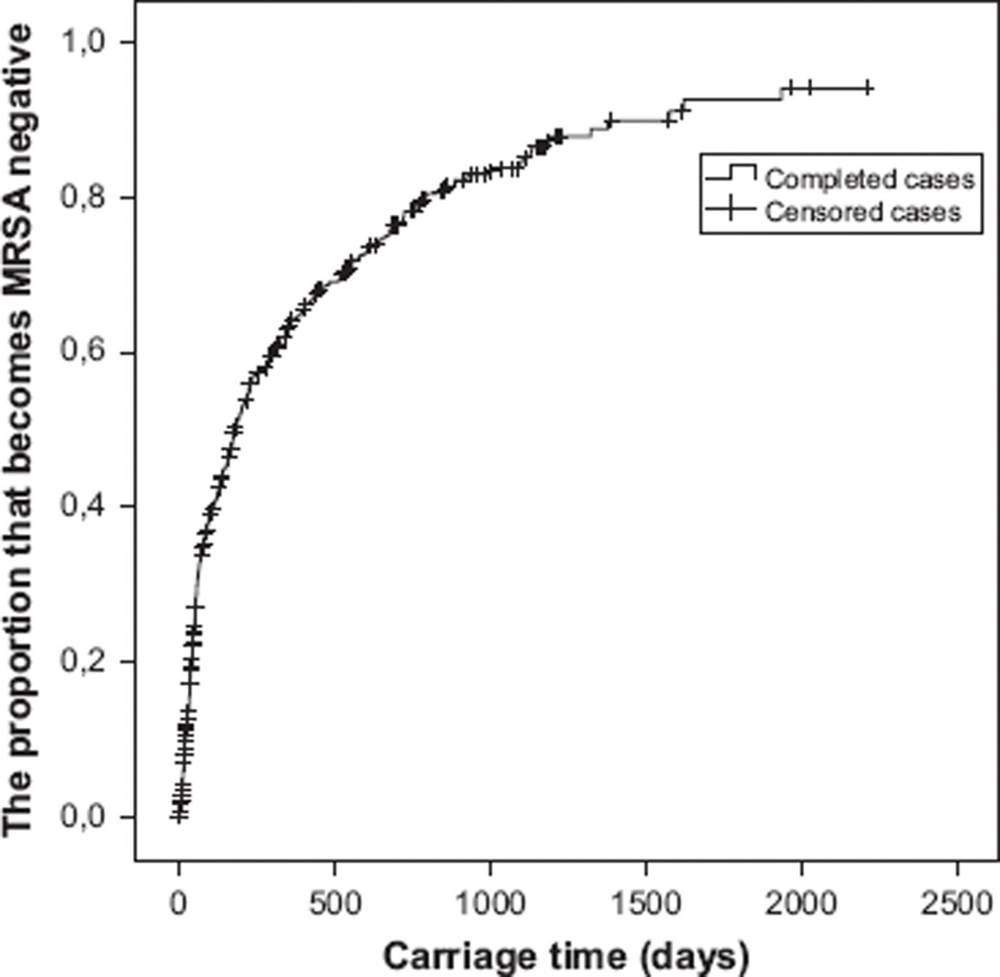 The proportion that becomes MRSA negative
1,0
0,8
0,6
0,4
0,2
0,0
Completed cases
Censored cases
0 500 1000 1500 2000 2500
Carriage time (days)